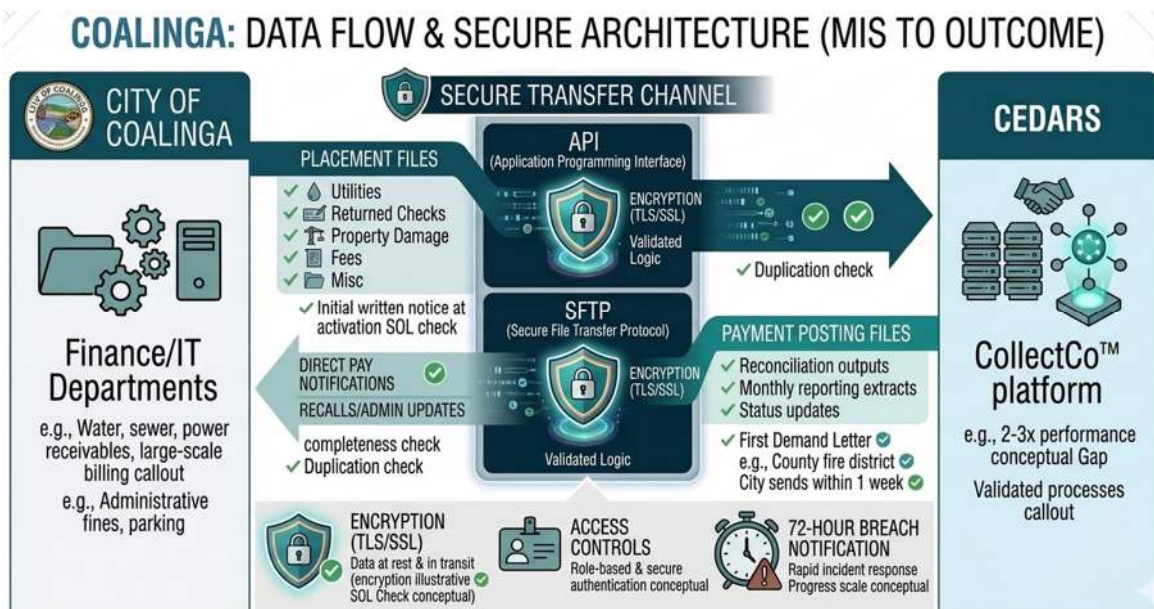 COALINGA: DATA FLOW & SECURE ARCHITECTURE (MIS TO OUTCOME)
CITY OF
COALINGA
Finance/IT
Departments
e.g., Water, sewer, power
receivables, large-scale
billing callout
e.g., Administrative
fines, parking
SECURE TRANSFER CHANNEL
PLACEMENT FILES
Utilities
Returned Checks
Property Damage
Fees
Misc
Initial written notice at
activation SOL check
DIRECT PAY
NOTIFICATIONS
RECALLS/ADMIN UPDATES
completeness check
Duplication check
API
(Application Programming Interface)
ENCRYPTION
(TLS/SSL)
Validated
Logic
SFTP
(Secure File Transfer Protocol)
ENCRYPTION
(TLS/SSL)
Validated Logic
Duplication check
PAYMENT POSTING FILES
Reconciliation outputs
Monthly reporting extracts
Status updates
First Demand Letter
e.g., County fire district
City sends within 1 week
CEDARS
CollectCo™
platform
e.g., 2-3x performance
conceptual Gap
Validated processes
callout
ENCRYPTION
(TLS/SSL)
Data at rest & in transit
(encryption illustrative
SOL Check conceptual)
ACCESS
CONTROLS
Role-based & secure
authentication conceptual
72-HOUR BREACH
NOTIFICATION
Rapid incident response
Progress scale conceptual